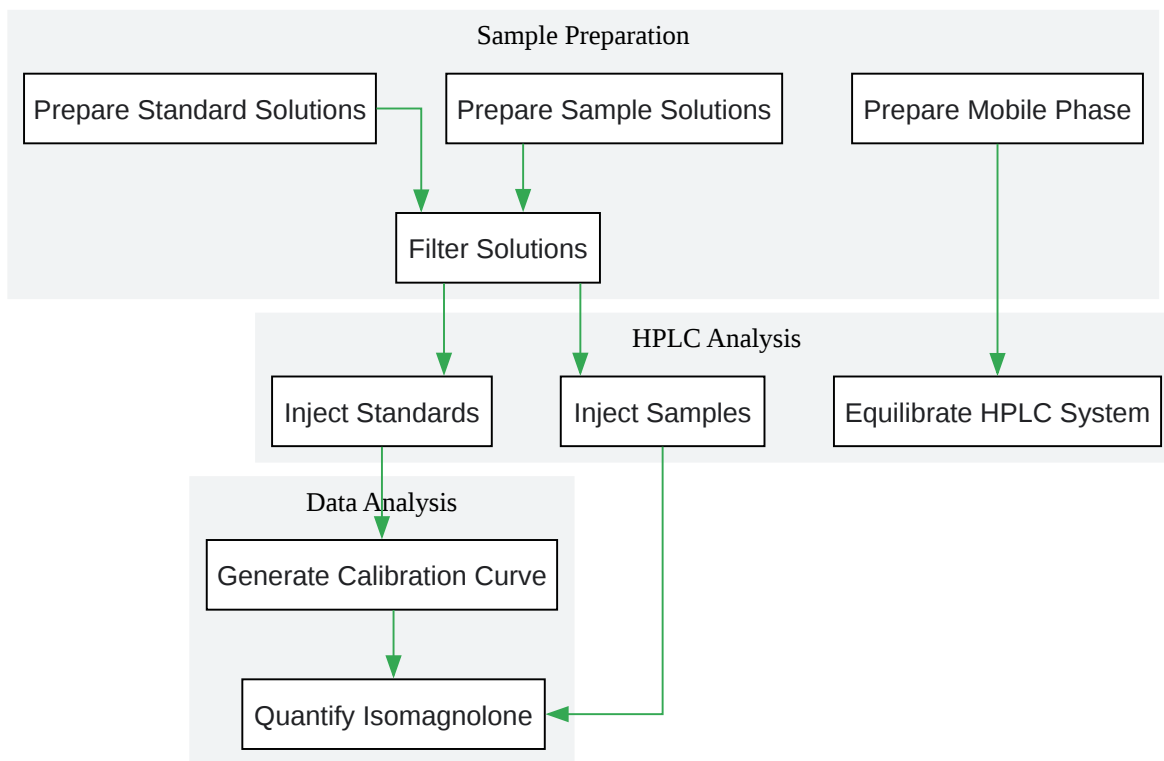 Sample Preparation
Prepare Standard Solutions
Prepare Sample Solutions
Prepare Mobile Phase
Filter Solutions
HPLC Analysis
Inject Standards
Inject Samples
Equilibrate HPLC System
Data Analysis
Generate Calibration Curve
Quantify Isomagnolone